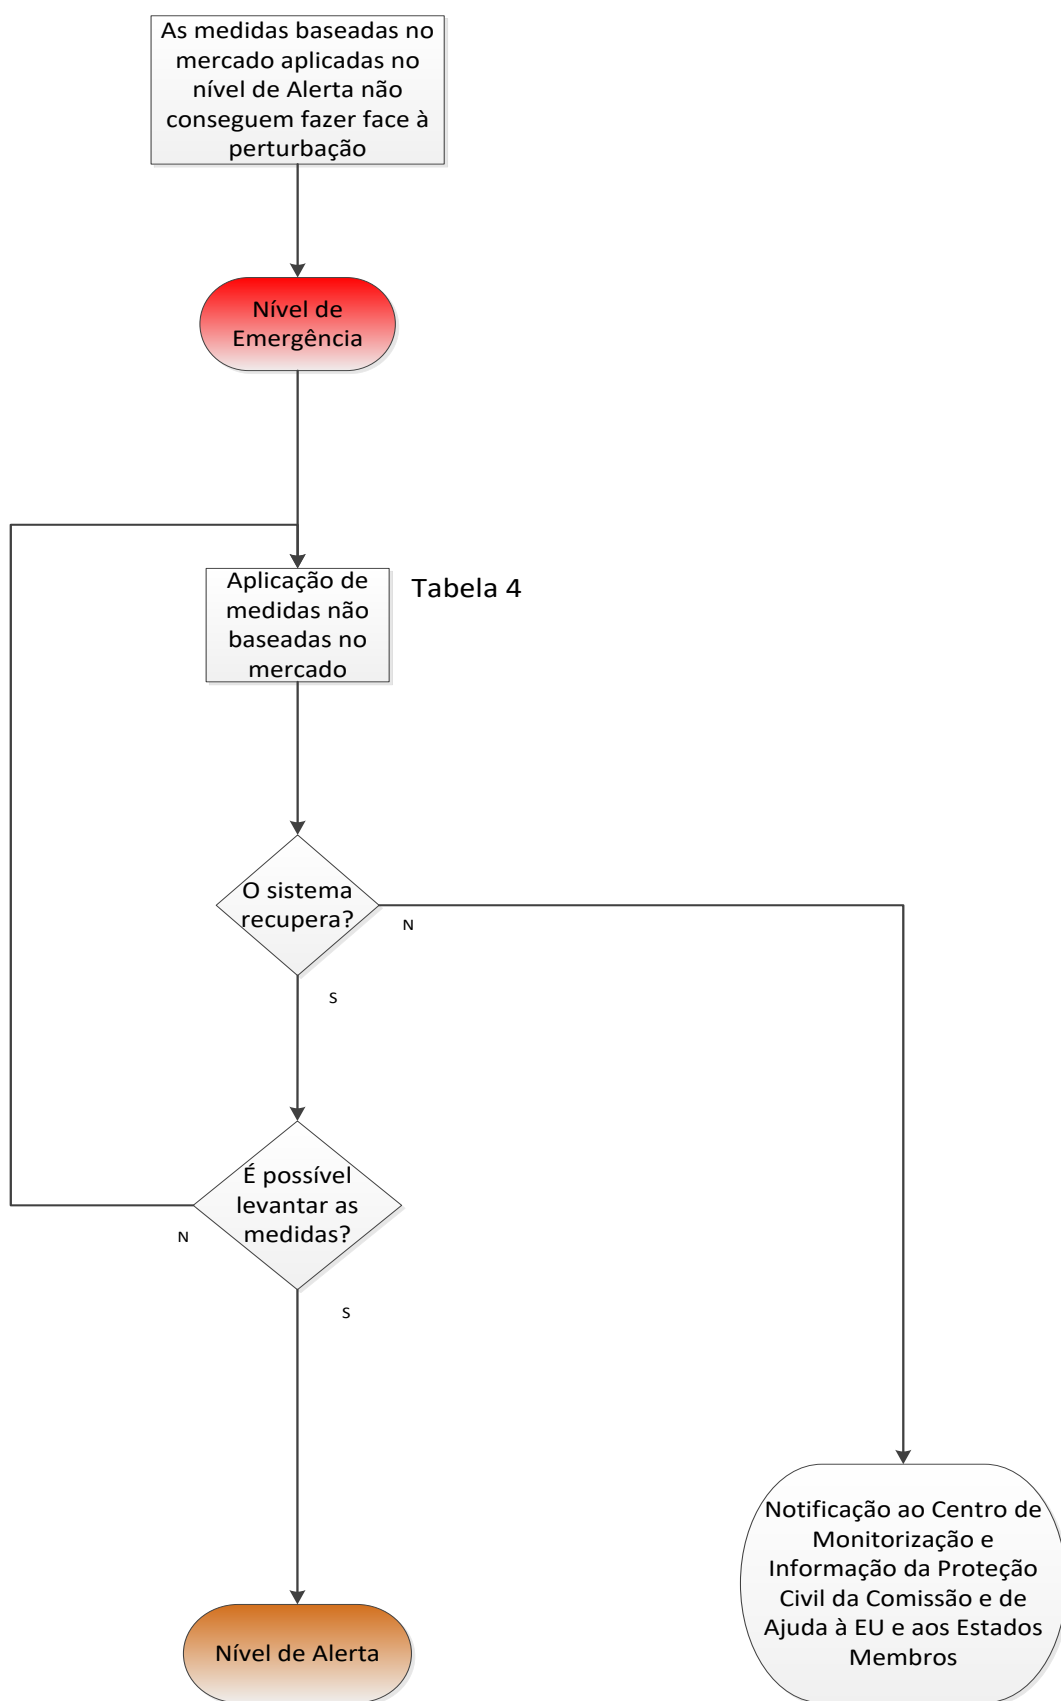 As medidas baseadas no
mercado aplicadas no
nível de Alerta não
conseguem fazer face à
perturbação
Nível de
Emergência
Aplicação de
medidas não
baseadas no
mercado
Tabela 4
O sistema
recupera?
N
S
É possível
levantar as
medidas?
N
S
Notificação ao Centro de
Monitorização e
Informação da Proteção
Civil da Comissão e de
Ajuda à EU e aos Estados
Membros
Nível de Alerta